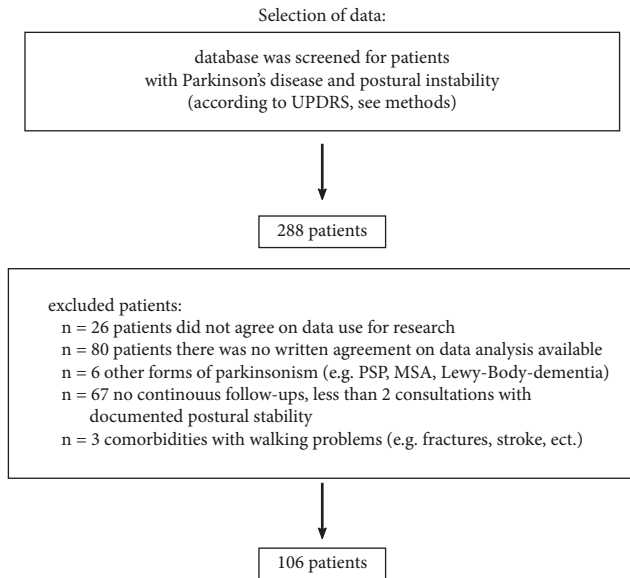 Selection of data:
database was screened for patients
with Parkinson's disease and postural instability
(according to UPDRS, see methods)
288 patients
excluded patients:
n = 26 patients did not agree on data use for research
n = 80 patients there was no written agreement on data analysis available
n = 6 other forms of parkinsonism (e.g. PSP, MSA, Lewy-Body-dementia)
n = 67 no continouous follow-ups, less than 2 consultations with
documented postural stability
n = 3 comorbidities with walking problems (e.g. fractures, stroke, ect.)
106 patients